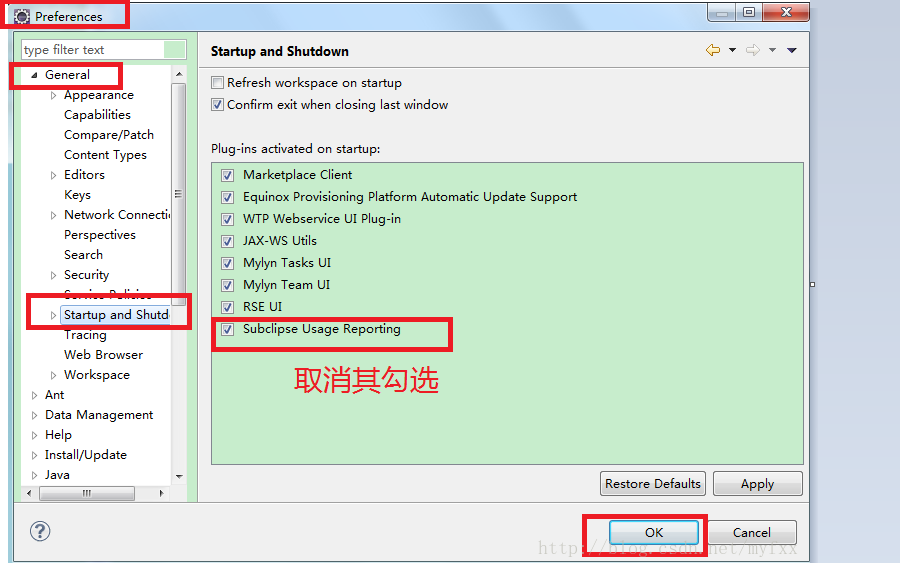 Preferences
type filter text
General
Appearance
Capabilities
Compare/Patch
Content Types
Editors
Keys
Network Connectio
Perspectives
Search
Security
Service Policies
Startup and Shutdo
Tracing
Web Browser
Workspace
Ant
Data Management
Help
Install/Update
Java
Startup and Shutdown
Refresh workspace on startup
Confirm exit when closing last window
Plug-ins activated on startup:
Marketplace Client
Equinox Provisioning Platform Automatic Update Support
WTP Webservice UI Plug-in
JAX-WS Utils
Mylyn Tasks UI
Mylyn Team UI
RSE UI
Subclipse Usage Reporting
取消其勾选
Restore Defaults
Apply
OK
Cancel
http://blog.csdn.net/myfxx